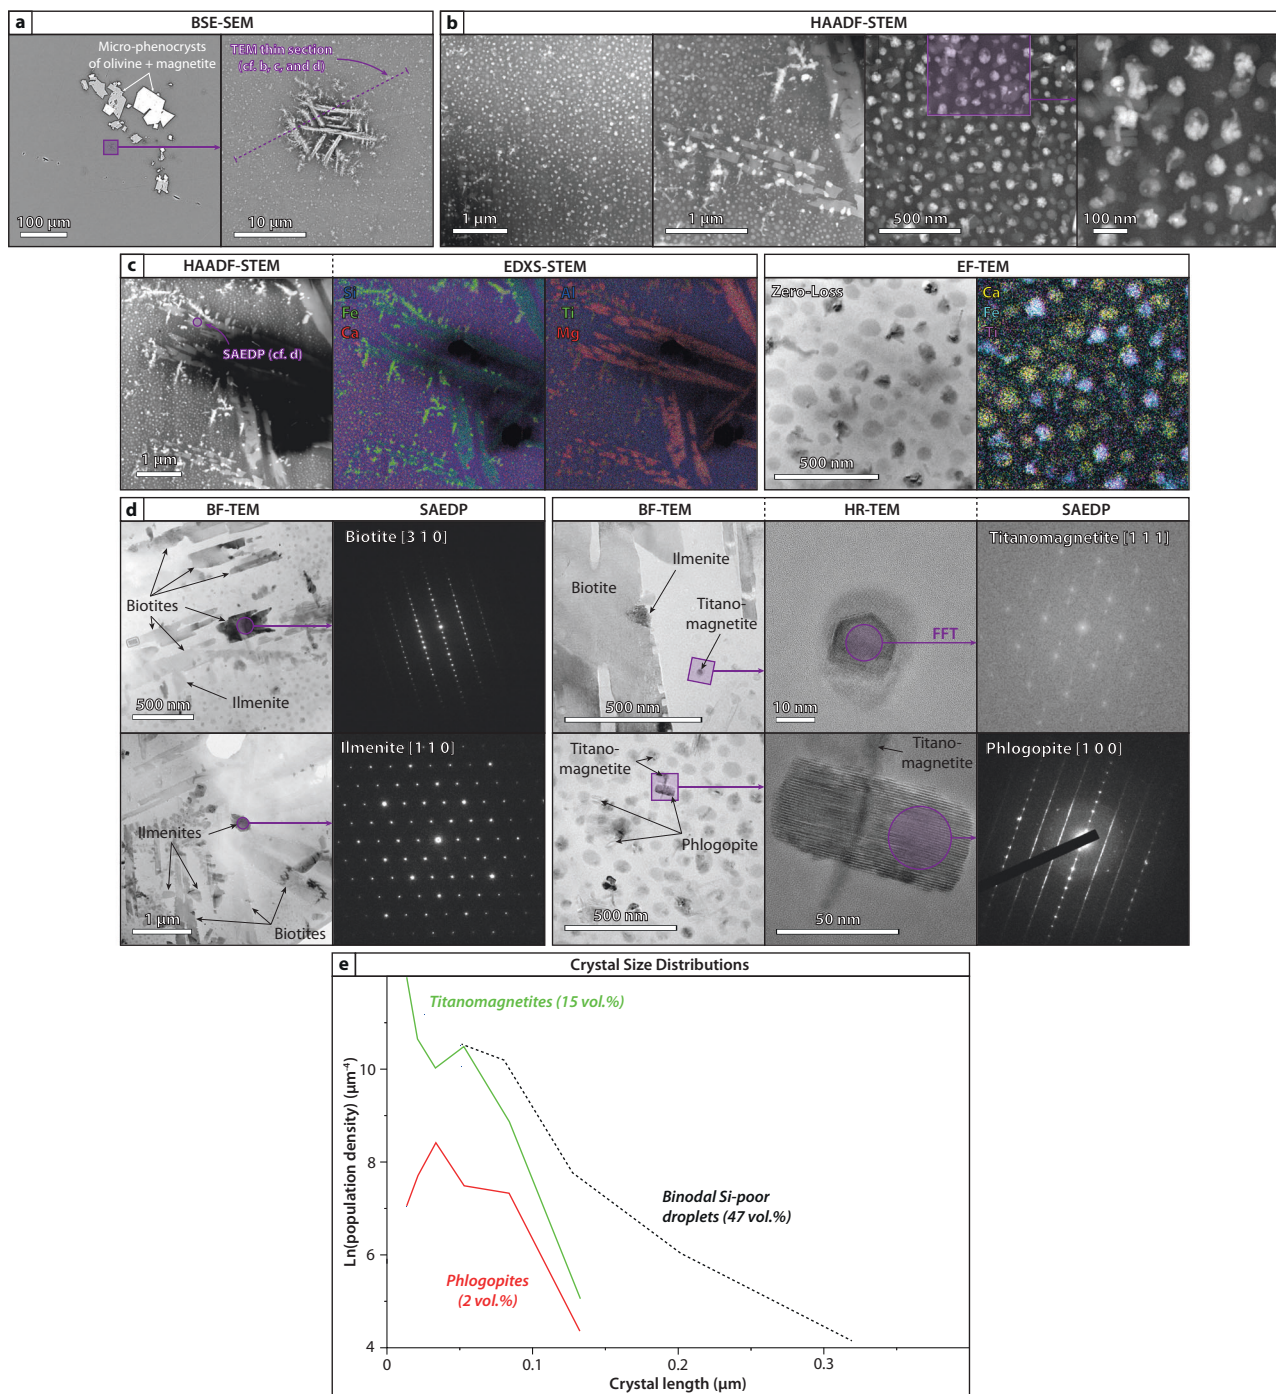 a
BSE-SEM
Micro-phenocrysts
of olivine + magnetite
100 µm
TEM thin section
(cf. b, c, and d)
10 µm
b
HAADF-STEM
1 µm
1 µm
500 nm
100 nm
c
HAADF-STEM
EDXS-STEM
SAEDP (cf. d)
1 µm
Si
Fe
Ca
Al
Ti
Mg
EF-TEM
Zero-Loss
500 nm
Ca
Fe
Ti
d
BF-TEM
SAEDP
Biotites
Ilmenite
500 nm
Biotite [3 1 0]
Ilmenites
Biotites
1 µm
Ilmenite [1 1 0]
BF-TEM
HR-TEM
SAEDP
Biotite
Ilmenite
Titano-
magnetite
500 nm
FFT
10 nm
Titanomagnetite [1 1 1]
Titano-
magnetite
Phlogopite
500 nm
Titano-
magnetite
50 nm
Phlogopite [1 0 0]
e
Crystal Size Distributions
Titanomagnetites (15 vol.%)
Binodal Si-poor
droplets (47 vol.%)
Phlogopites
(2 vol.%)
Ln(population density) (µm⁻⁴)
10
8
6
4
0
0.1
0.2
0.3
Crystal length (µm)